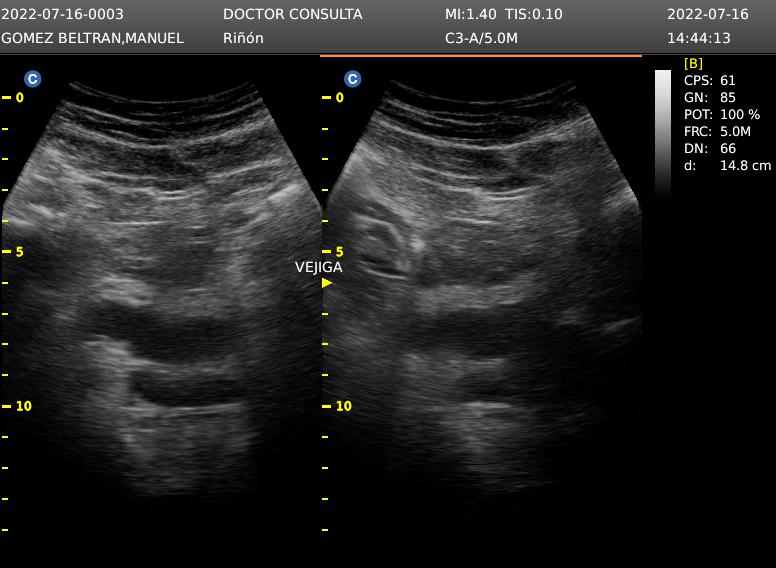 2022-07-16-0003 DOCTOR CONSULTA MI:1.40 TIS:0.10 2022-07-16
GOMEZ BELTRAN,MANUEL Riñón C3-A/5.0M 14:44:13
[B]
C C
0 0
CPS: 61
GN: 85
POT: 100 %
FRC: 5.0M
DN: 66
d: 14.8 cm
5 5
VEJIGA
10 10